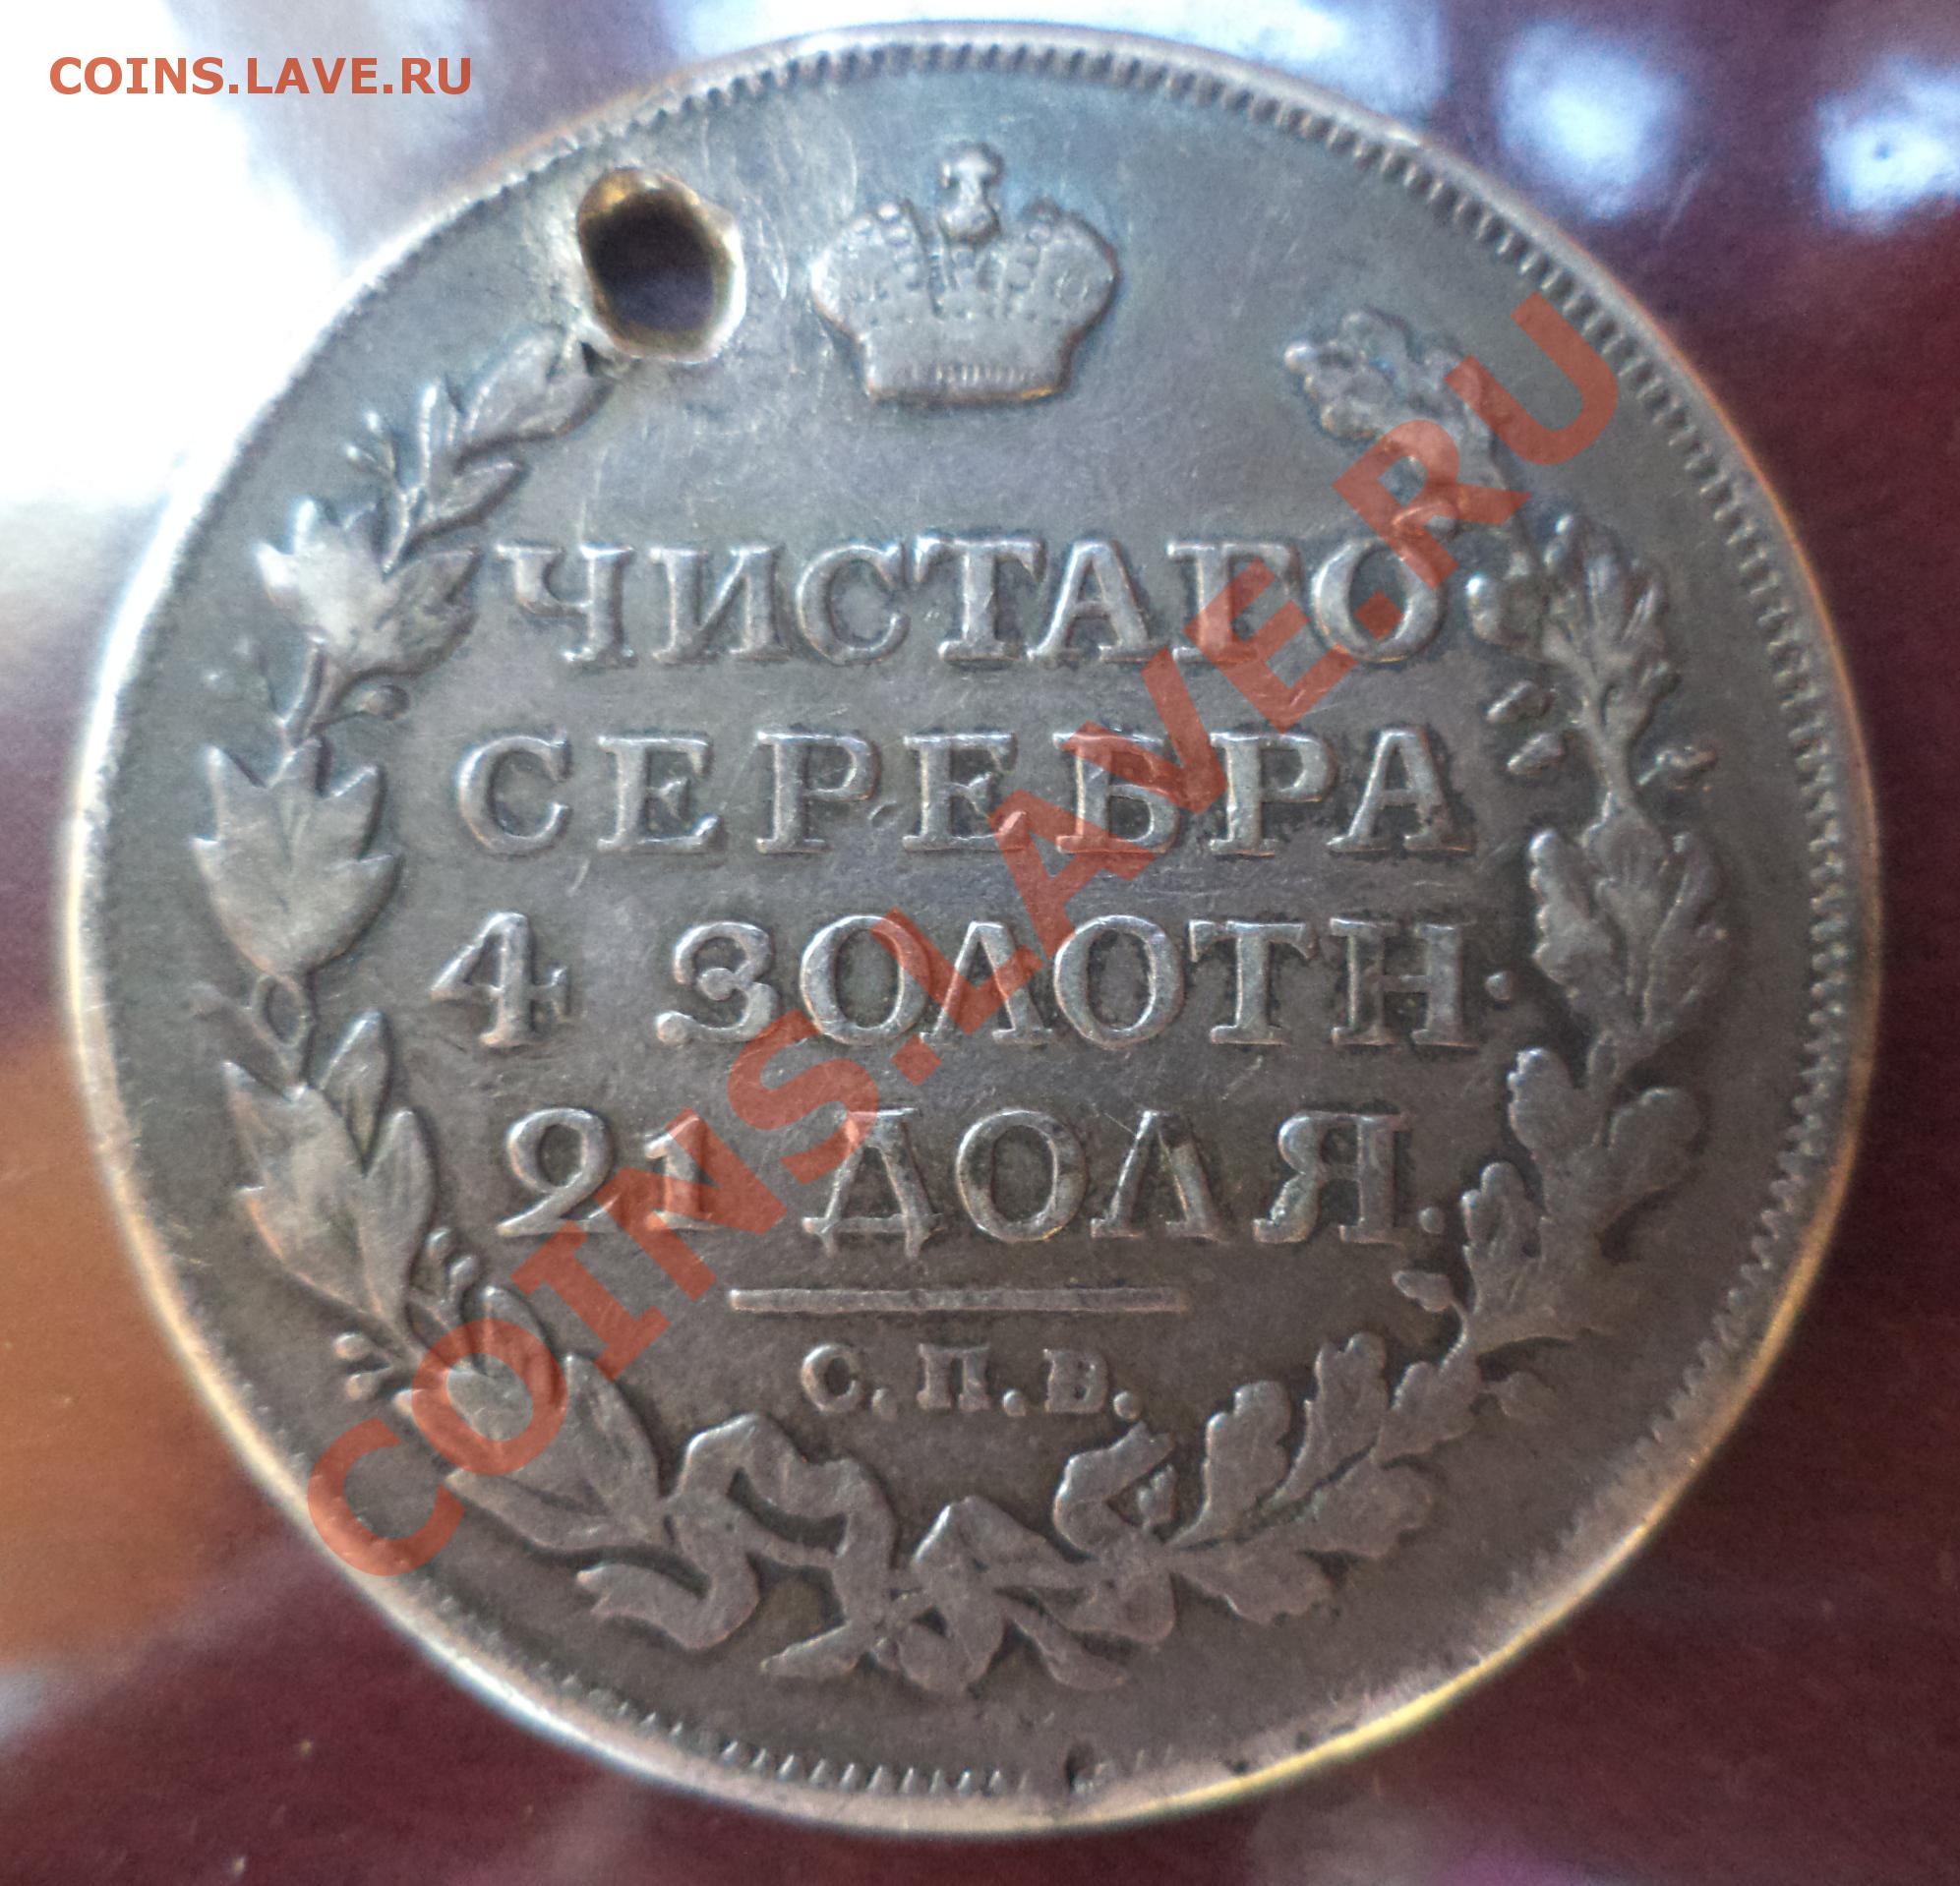 COINS.LAVE.RU
ЧИСТАГО
СЕРЕБРА
4 ЗОЛОТН.
21 ДОЛЯ.
С.П.Б.
COINS.LAVE.RU